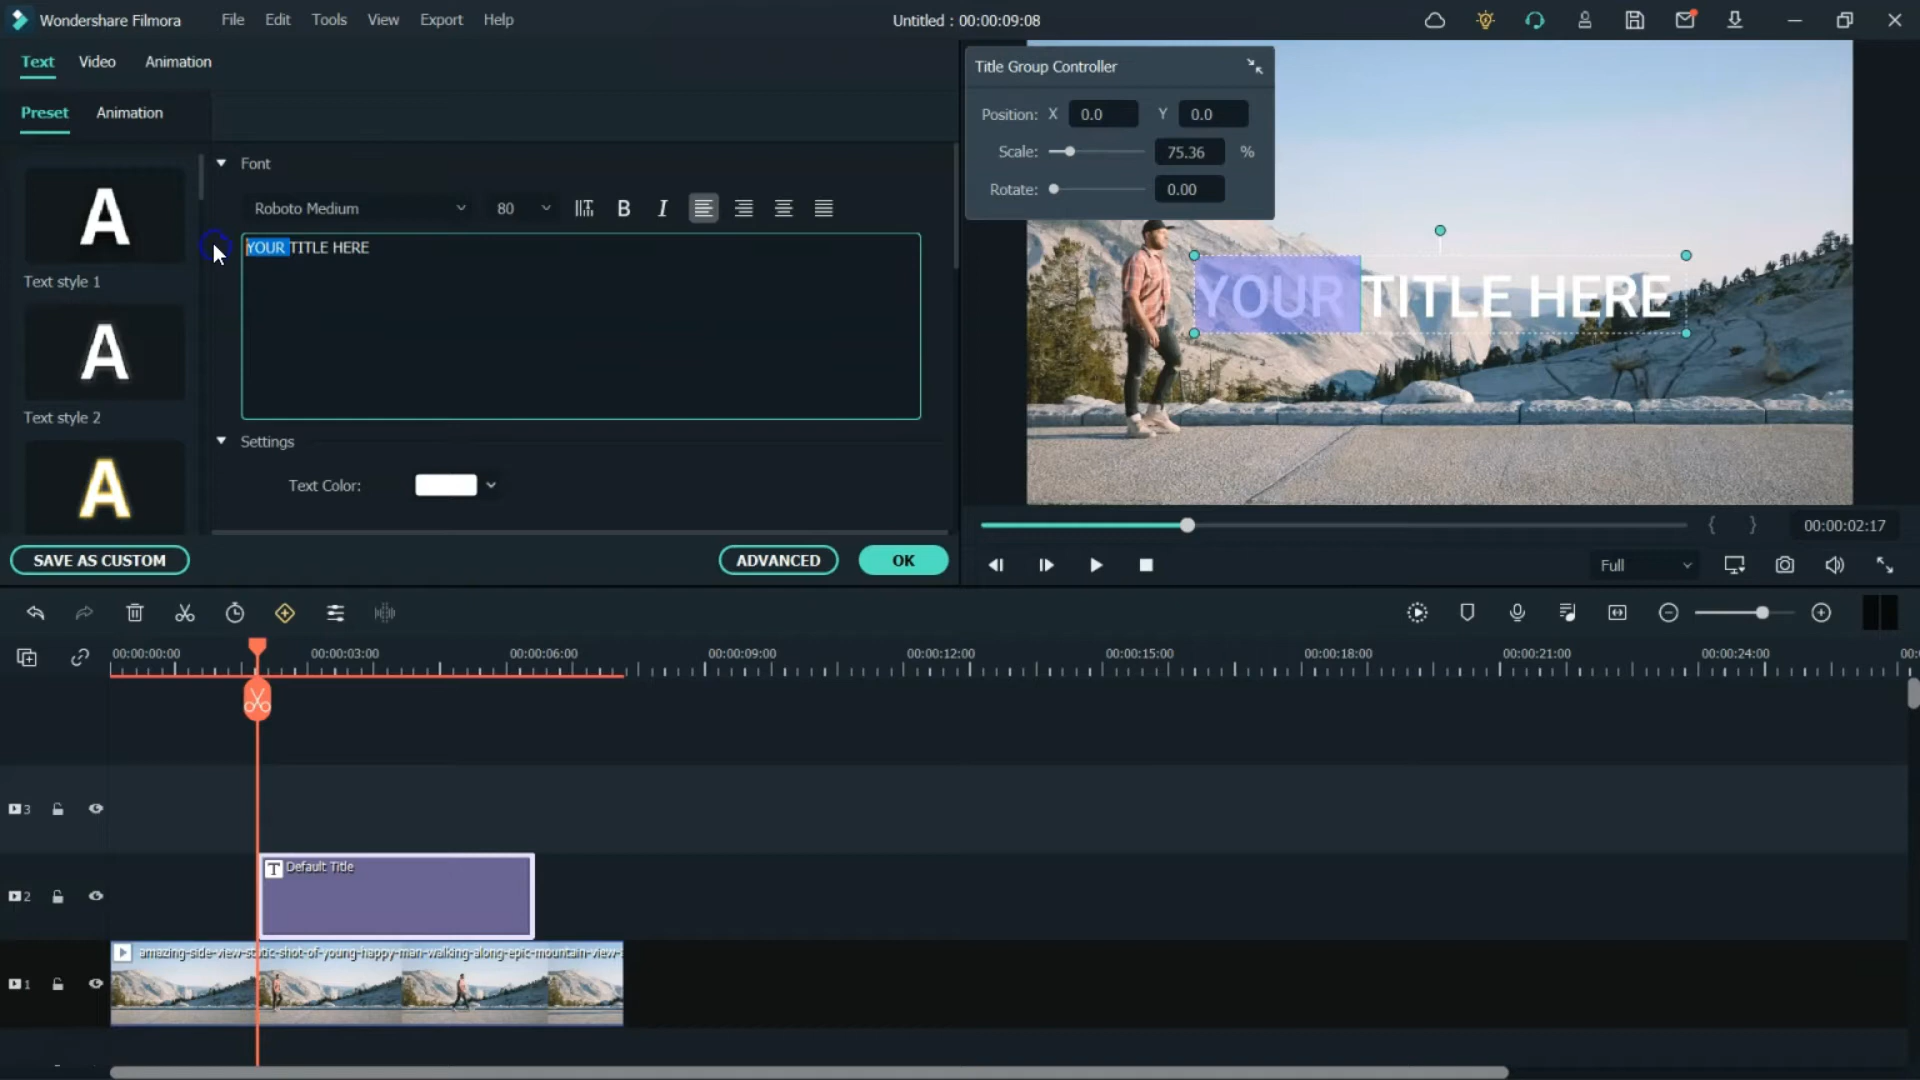 Wondershare Filmora File Edit Tools View Export Help Untitled : 00:00:09:08
Text Video Animation
Preset Animation
Font
Roboto Medium 80 B I
YOUR TITLE HERE
A
Text style 1
A
Text style 2
A
Settings
Text Color:
SAVE AS CUSTOM ADVANCED OK
Title Group Controller
Position: X 0.0 Y 0.0
Scale: 75.36 %
Rotate: 0.00
YOUR TITLE HERE
{ } 00:00:02:17
Full
00:00:00:00 00:00:03:00 00:00:06:00 00:00:09:00 00:00:12:00 00:00:15:00 00:00:18:00 00:00:21:00 00:00:24:00
3
2
T Default Title
1
amazing-side-view-static-shot-of-young-happy-man-walking-along-epic-mountain-view-